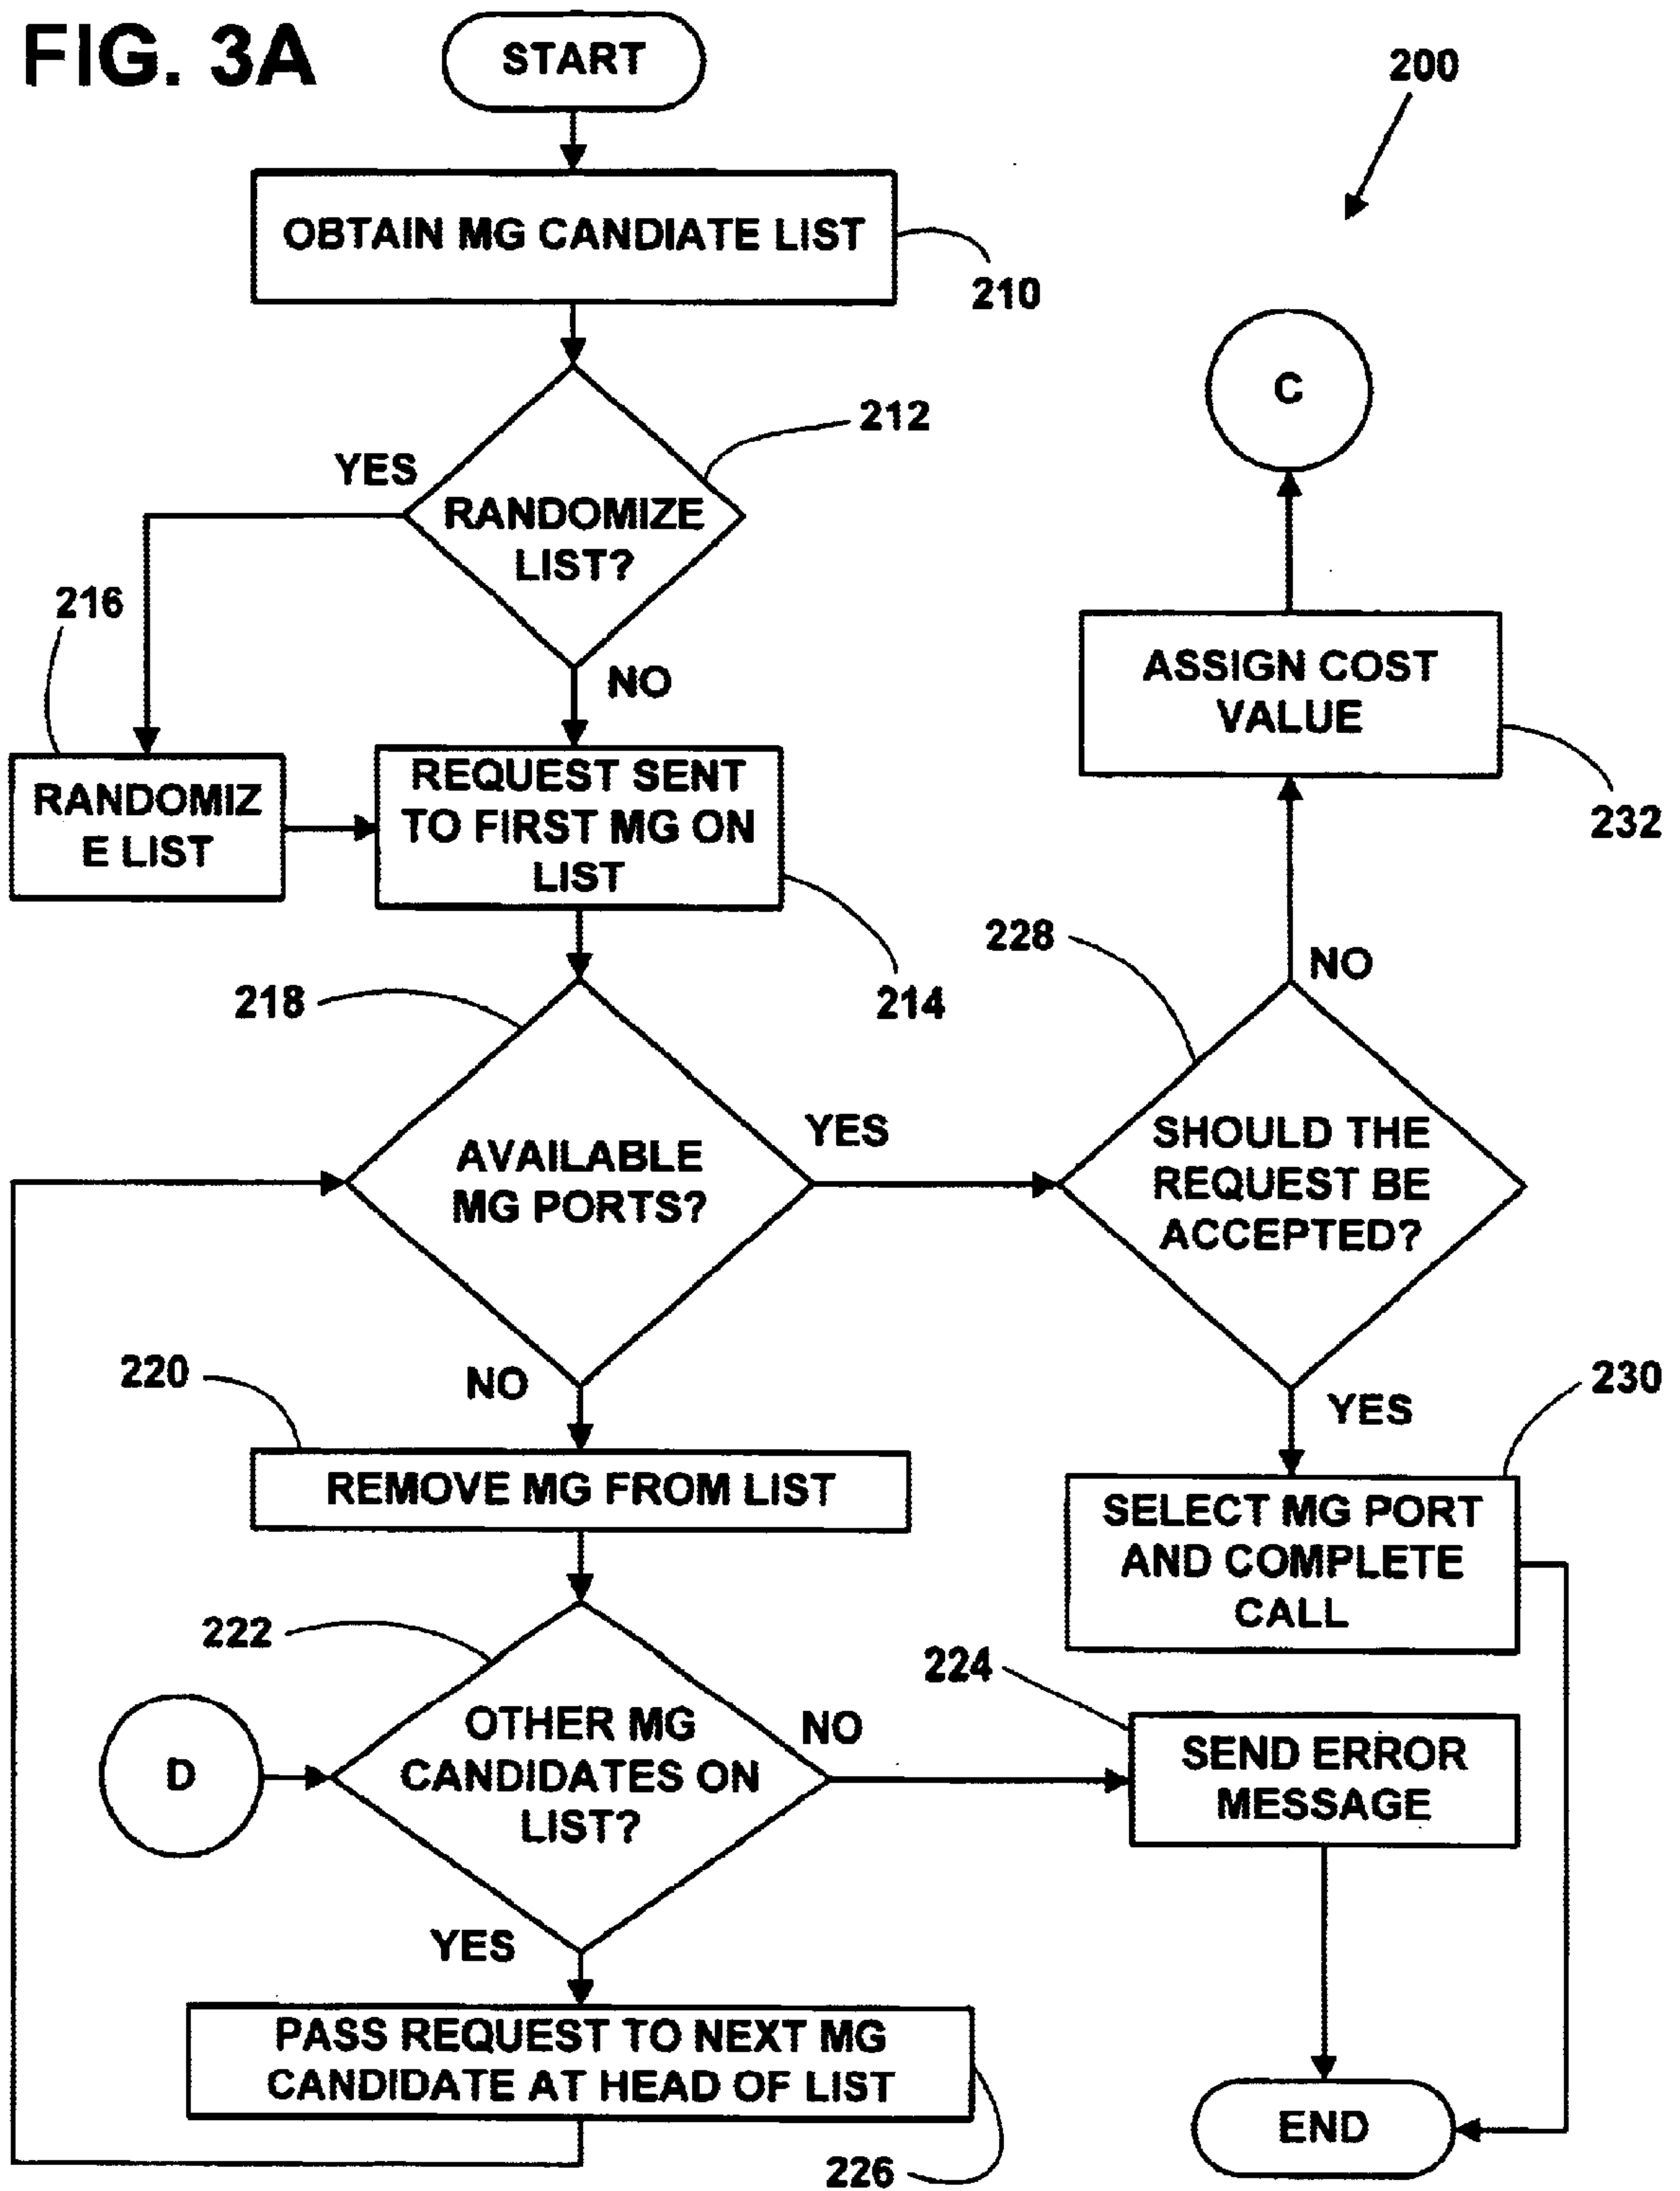 FIG. 3A
START
200
OBTAIN MG CANDIATE LIST
210
C
212
YES
RANDOMIZE
LIST?
216
NO
ASSIGN COST
VALUE
232
RANDOMIZ
E LIST
REQUEST SENT
TO FIRST MG ON
LIST
214
218
228
NO
AVAILABLE
MG PORTS?
YES
SHOULD THE
REQUEST BE
ACCEPTED?
NO
220
YES
230
REMOVE MG FROM LIST
SELECT MG PORT
AND COMPLETE
CALL
222
224
D
OTHER MG
CANDIDATES ON
LIST?
NO
SEND ERROR
MESSAGE
YES
PASS REQUEST TO NEXT MG
CANDIDATE AT HEAD OF LIST
226
END